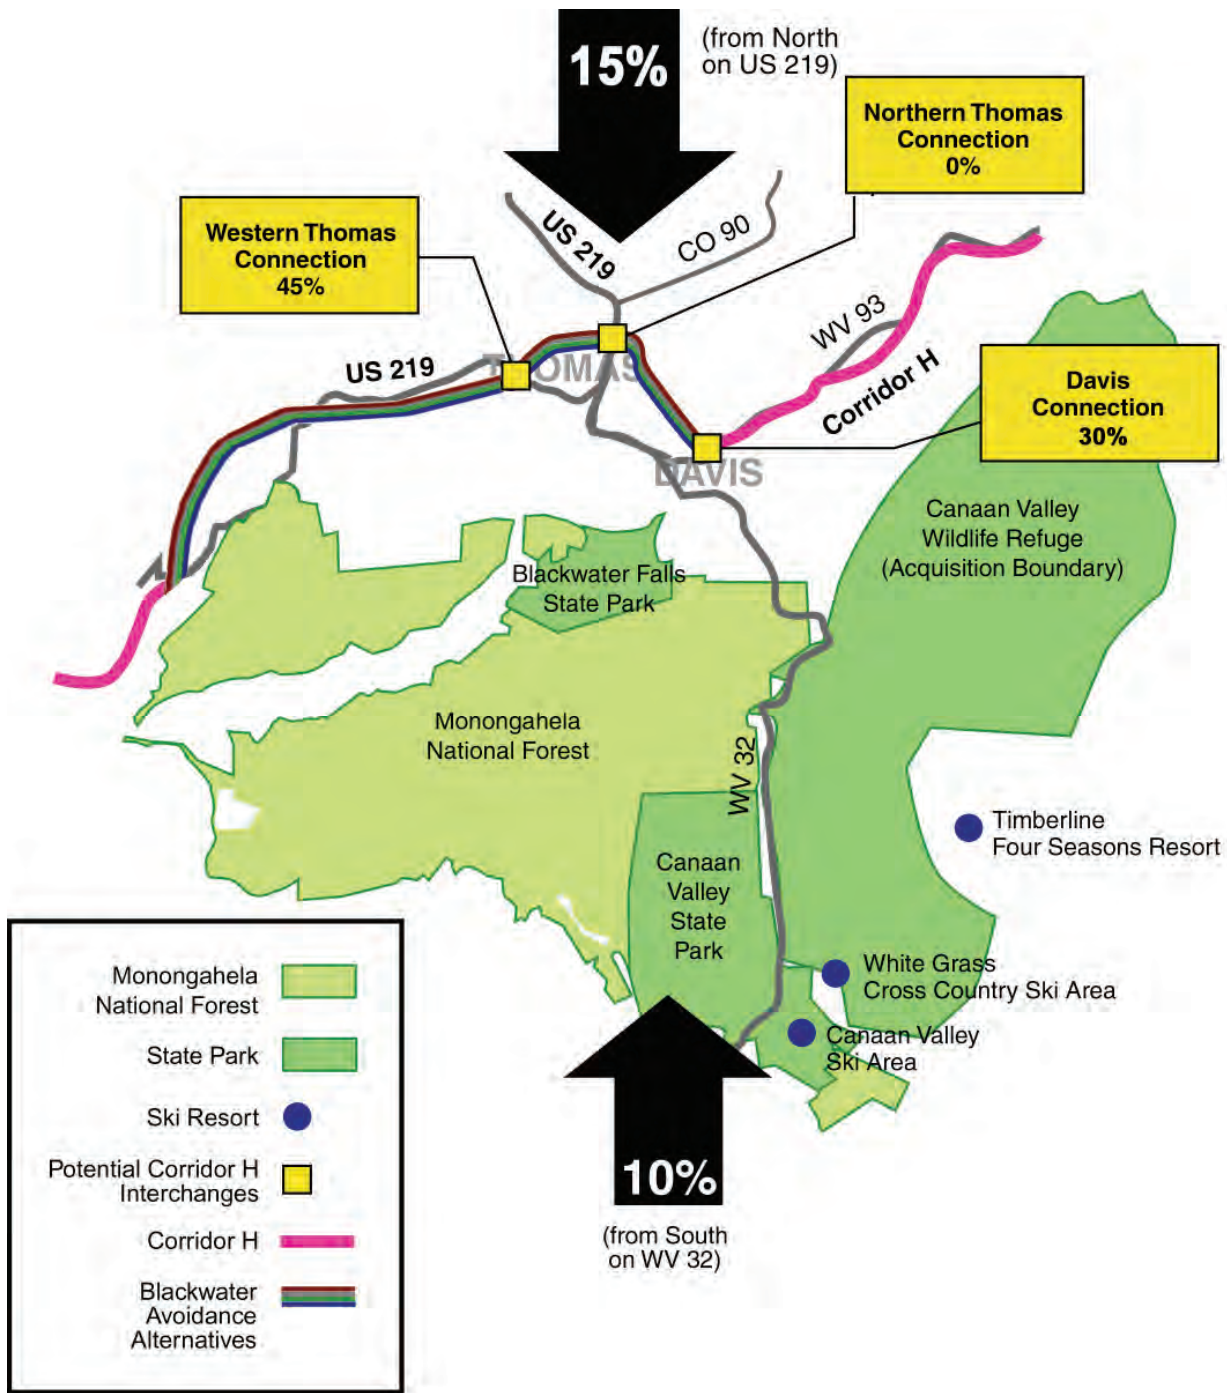 15%
(from North
on US 219)
Northern Thomas
Connection
0%
Western Thomas
Connection
45%
US 219
CO 90
WV 93
Corridor H
US 219
THOMAS
Davis
Connection
30%
DAVIS
Canaan Valley
Wildlife Refuge
(Acquisition Boundary)
Blackwater Falls
State Park
Monongahela
National Forest
WV 32
Timberline
Four Seasons Resort
Canaan
Valley
State
Park
White Grass
Cross Country Ski Area
Canaan Valley
Ski Area
10%
(from South
on WV 32)
Monongahela
National Forest
State Park
Ski Resort
Potential Corridor H
Interchanges
Corridor H
Blackwater
Avoidance
Alternatives